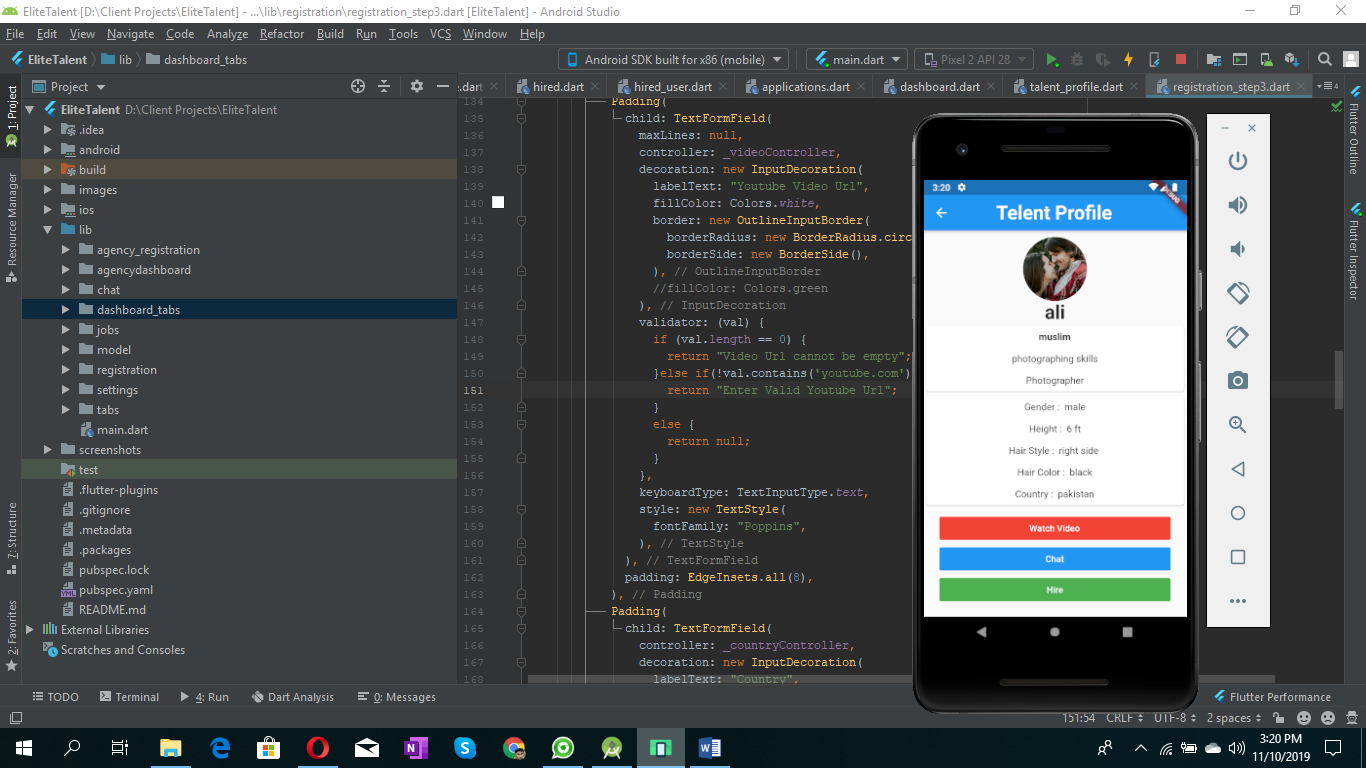 EliteTalent [D:\Client Projects\EliteTalent] - ...\lib\registration\registration_step3.dart [EliteTalent] - Android Studio
File Edit View Navigate Code Analyze Refactor Build Run Tools VCS Window Help
EliteTalent lib dashboard_tabs
Android SDK built for x86 (mobile) main.dart Pixel 2 API 28
Project
.dart hired.dart hired_user.dart applications.dart dashboard.dart talent_profile.dart registration_step3.dart 4
1: Project
Resource Manager
7: Structure
2: Favorites
EliteTalent D:\Client Projects\EliteTalent
.idea
android
build
images
ios
lib
agency_registration
agencydashboard
chat
dashboard_tabs
jobs
model
registration
settings
tabs
main.dart
screenshots
test
.flutter-plugins
.gitignore
.metadata
.packages
pubspec.lock
pubspec.yaml
README.md
External Libraries
Scratches and Consoles
134 Padding(
135 child: TextFormField(
136 maxLines: null,
137 controller: _videoController,
138 decoration: new InputDecoration(
139 labelText: "Youtube Video Url",
140 fillColor: Colors.white,
141 border: new OutlineInputBorder(
142 borderRadius: new BorderRadius.circ
143 borderSide: new BorderSide(),
144 ), // OutlineInputBorder
145 //fillColor: Colors.green
146 ), // InputDecoration
147 validator: (val) {
148 if (val.length == 0) {
149 return "Video Url cannot be empty";
150 }else if(!val.contains('youtube.com')
151 return "Enter Valid Youtube Url";
152 }
153 else {
154 return null;
155 }
156 },
157 keyboardType: TextInputType.text,
158 style: new TextStyle(
159 fontFamily: "Poppins",
160 ), // TextStyle
161 ), // TextFormField
162 padding: EdgeInsets.all(8),
163 ), // Padding
164 Padding(
165 child: TextFormField(
166 controller: _countryController,
167 decoration: new InputDecoration(
168 labelText: "Country",
3:20
Telent Profile
ali
muslim
photographing skills
Photographer
Gender : male
Height : 6 ft
Hair Style : right side
Hair Color : black
Country : pakistan
Watch Video
Chat
Hire
Flutter Outline
Flutter Inspector
TODO Terminal 4: Run Dart Analysis 0: Messages Flutter Performance
151:54 CRLF UTF-8 2 spaces
3:20 PM
11/10/2019